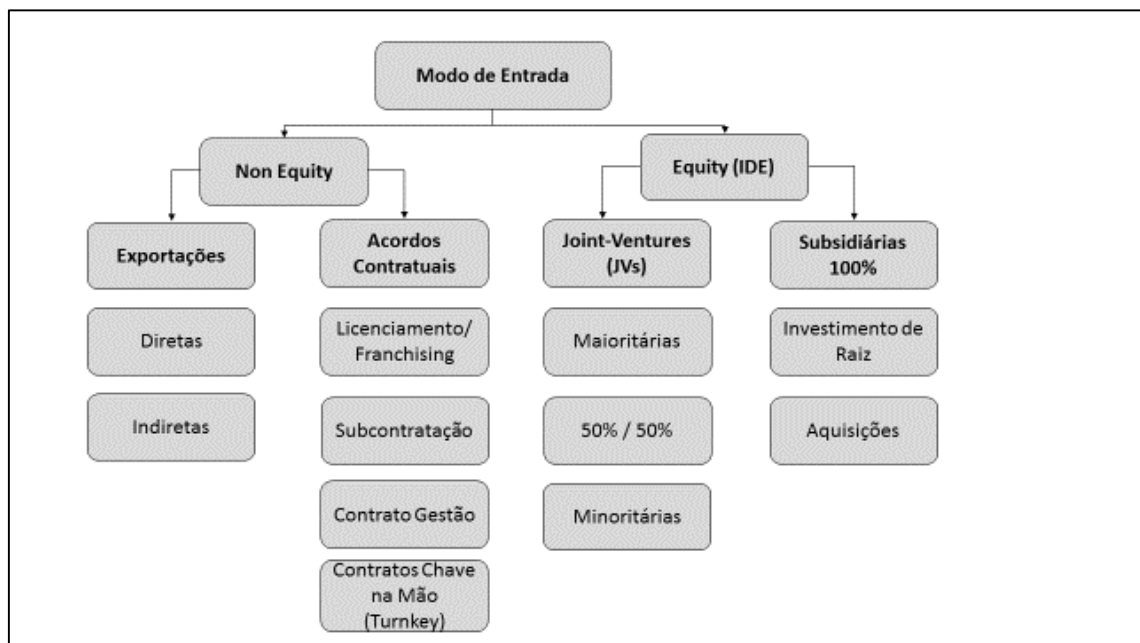 Modo de Entrada
Non Equity
Equity (IDE)
Exportações
Acordos
Contratuais
Joint-Ventures
(JVs)
Subsidiárias
100%
Diretas
Licenciamento/
Franchising
Maioritárias
Investimento de
Raiz
Indiretas
Subcontratação
50% / 50%
Aquisições
Contrato Gestão
Minoritárias
Contratos Chave
na Mão
(Turnkey)